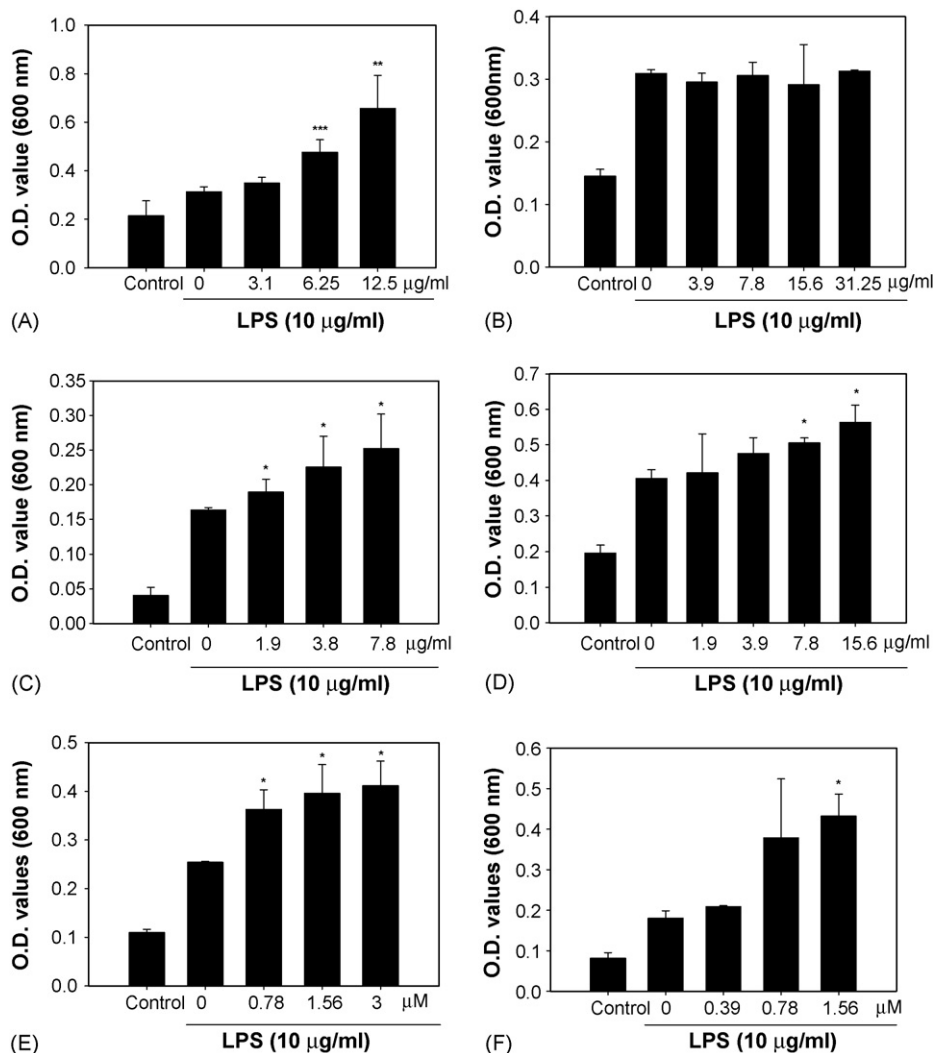 1.0
0.8
0.6
0.4
0.2
0.0
O.D. value (600 nm)
**
***
Control 0 3.1 6.25 12.5 μg/ml
LPS (10 μg/ml)
(A)
0.4
0.3
0.2
0.1
0.0
O.D. value (600nm)
Control 0 3.9 7.8 15.6 31.25 μg/ml
LPS (10 μg/ml)
(B)
0.35
0.30
0.25
0.20
0.15
0.10
0.05
0.00
O.D. value (600 nm)
* * *
Control 0 1.9 3.8 7.8 μg/ml
LPS (10 μg/ml)
(C)
0.7
0.6
0.5
0.4
0.3
0.2
0.1
0.0
O.D. value (600 nm)
* *
Control 0 1.9 3.9 7.8 15.6 μg/ml
LPS (10 μg/ml)
(D)
0.5
0.4
0.3
0.2
0.1
0.0
O.D. values (600 nm)
* * *
Control 0 0.78 1.56 3 μM
LPS (10 μg/ml)
(E)
0.6
0.5
0.4
0.3
0.2
0.1
0.0
O.D. values (600 nm)
*
Control 0 0.39 0.78 1.56 μM
LPS (10 μg/ml)
(F)